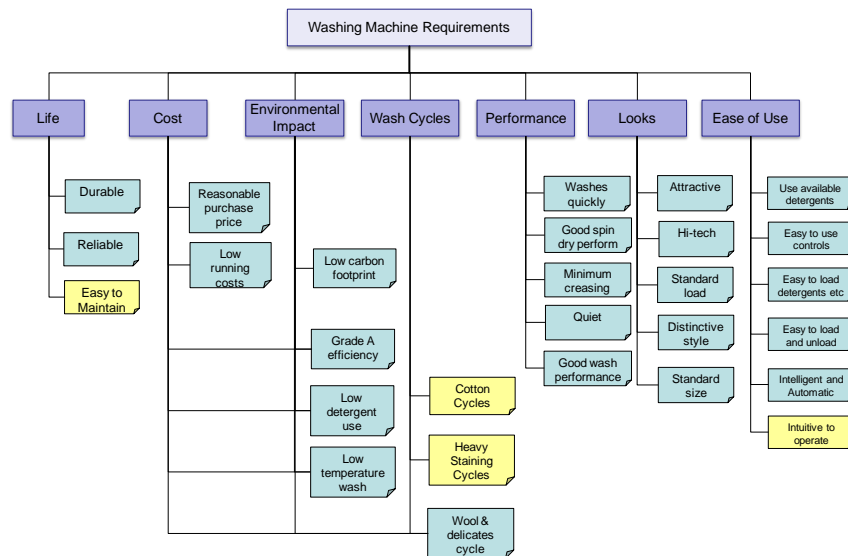 Washing Machine Requirements
Life
Cost
Environmental
Impact
Wash Cycles
Performance
Looks
Ease of Use
Durable
Reliable
Easy to
Maintain
Reasonable
purchase
price
Low
running
costs
Low carbon
footprint
Grade A
efficiency
Low
detergent
use
Low
temperature
wash
Cotton
Cycles
Heavy
Staining
Cycles
Wool &
delicates
cycle
Washes
quickly
Good spin
dry perform
Minimum
creasing
Quiet
Good wash
performance
Attractive
Hi-tech
Standard
load
Distinctive
style
Standard
size
Use available
detergents
Easy to use
controls
Easy to load
detergents etc
Easy to load
and unload
Intelligent and
Automatic
Intuitive to
operate